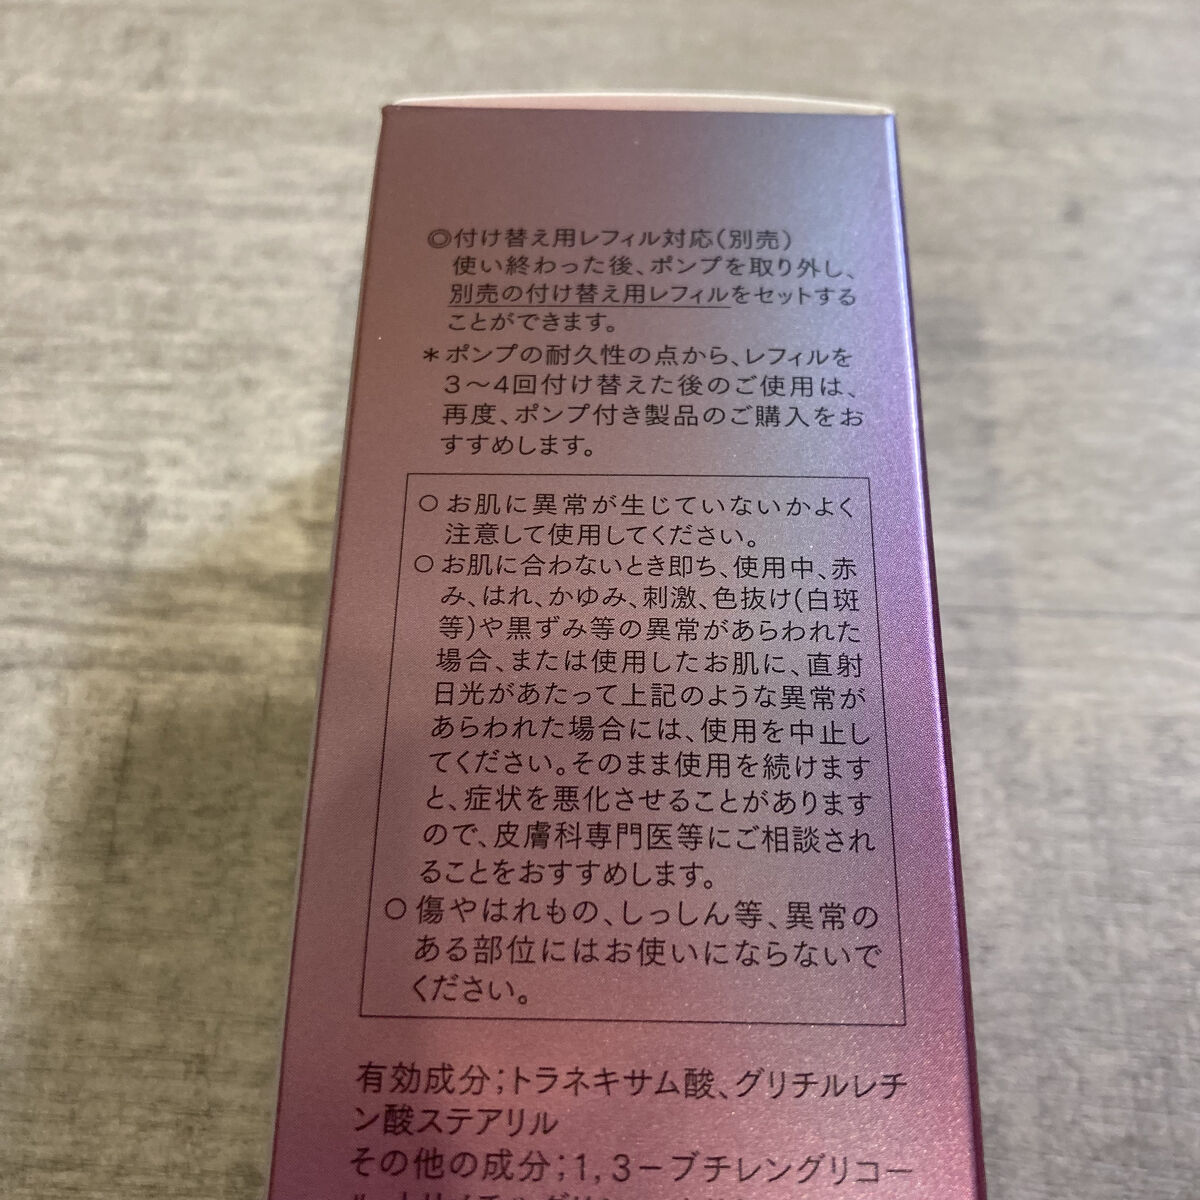 ◎付け替え用レフィル対応(別売)
使い終わった後、ポンプを取り外し、
別売の付け替え用レフィルをセットする
ことができます。
＊ポンプの耐久性の点から、レフィルを
3～4回付け替えた後のご使用は、
再度、ポンプ付き製品のご購入をお
すすめします。
○お肌に異常が生じていないかよく
注意して使用してください。
○お肌に合わないとき即ち、使用中、赤
み、はれ、かゆみ、刺激、色抜け(白斑
等)や黒ずみ等の異常があらわれた
場合、または使用したお肌に、直射
日光があたって上記のような異常が
あらわれた場合には、使用を中止し
てください。そのまま使用を続けます
と、症状を悪化させることがあります
ので、皮膚科専門医等にご相談され
ることをおすすめします。
○傷やはれもの、しっしん等、異常の
ある部位にはお使いにならないで
ください。
有効成分;トラネキサム酸、グリチルレチ
ン酸ステアリル
その他の成分;1,3－ブチレングリコー